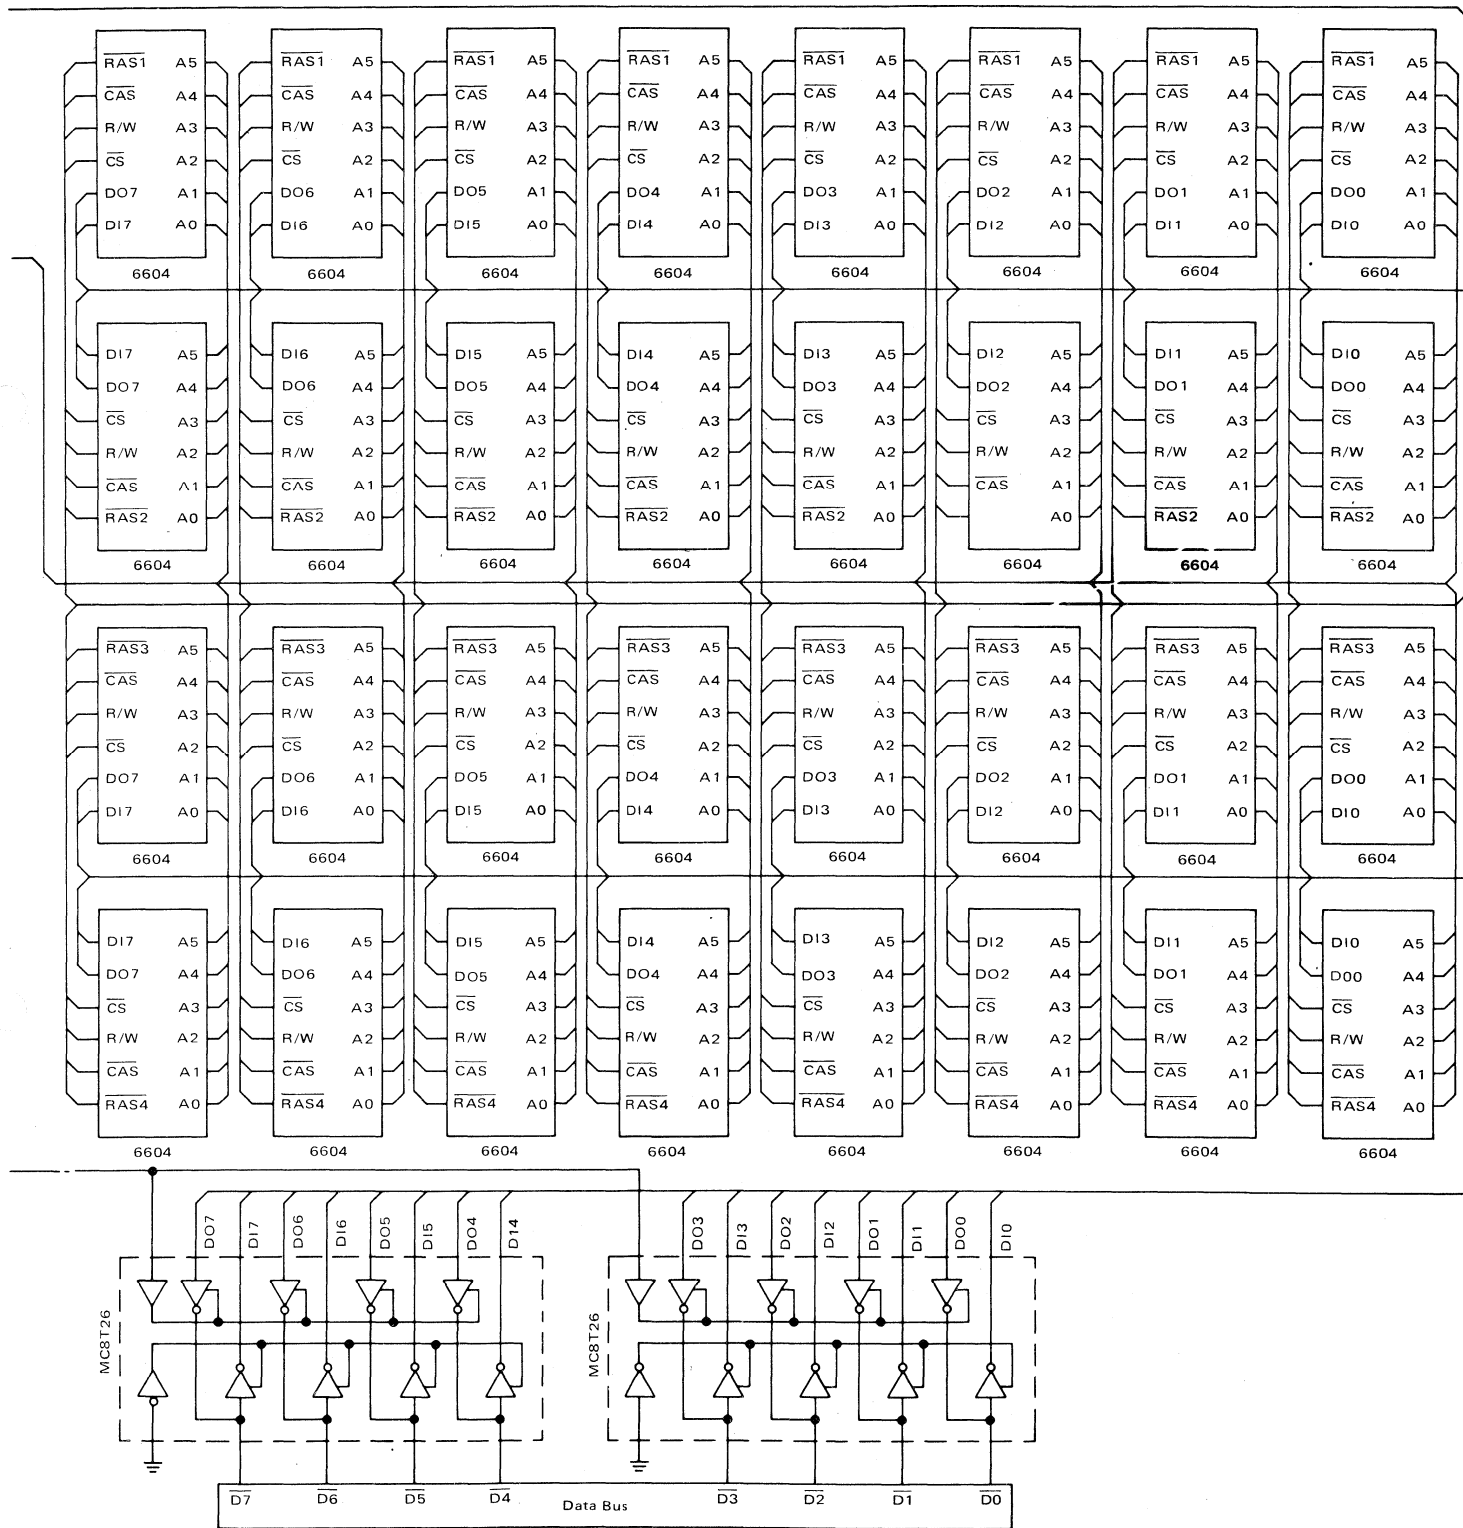 RAS1 A5 RAS1 A5 RAS1 A5 RAS1 A5 RAS1 A5 RAS1 A5 RAS1 A5 RAS1 A5
CAS A4 CAS A4 CAS A4 CAS A4 CAS A4 CAS A4 CAS A4 CAS A4
R/W A3 R/W A3 R/W A3 R/W A3 R/W A3 R/W A3 R/W A3 R/W A3
CS A2 CS A2 CS A2 CS A2 CS A2 CS A2 CS A2 CS A2
DO7 A1 DO6 A1 DO5 A1 DO4 A1 DO3 A1 DO2 A1 DO1 A1 DO0 A1
DI7 A0 DI6 A0 DI5 A0 DI4 A0 DI3 A0 DI2 A0 DI1 A0 DI0 A0
6604 6604 6604 6604 6604 6604 6604 6604
DI7 A5 DI6 A5 DI5 A5 DI4 A5 DI3 A5 DI2 A5 DI1 A5 DI0 A5
DO7 A4 DO6 A4 DO5 A4 DO4 A4 DO3 A4 DO2 A4 DO1 A4 DO0 A4
CS A3 CS A3 CS A3 CS A3 CS A3 CS A3 CS A3 CS A3
R/W A2 R/W A2 R/W A2 R/W A2 R/W A2 R/W A2 R/W A2 R/W A2
CAS A1 CAS A1 CAS A1 CAS A1 CAS A1 CAS A1 CAS A1 CAS A1
RAS2 A0 RAS2 A0 RAS2 A0 RAS2 A0 RAS2 A0 A0 RAS2 A0 RAS2 A0
6604 6604 6604 6604 6604 6604 6604 6604
RAS3 A5 RAS3 A5 RAS3 A5 RAS3 A5 RAS3 A5 RAS3 A5 RAS3 A5 RAS3 A5
CAS A4 CAS A4 CAS A4 CAS A4 CAS A4 CAS A4 CAS A4 CAS A4
R/W A3 R/W A3 R/W A3 R/W A3 R/W A3 R/W A3 R/W A3 R/W A3
CS A2 CS A2 CS A2 CS A2 CS A2 CS A2 CS A2 CS A2
DO7 A1 DO6 A1 DO5 A1 DO4 A1 DO3 A1 DO2 A1 DO1 A1 DO0 A1
DI7 A0 DI6 A0 DI5 A0 DI4 A0 DI3 A0 DI2 A0 DI1 A0 DI0 A0
6604 6604 6604 6604 6604 6604 6604 6604
DI7 A5 DI6 A5 DI5 A5 DI4 A5 DI3 A5 DI2 A5 DI1 A5 DI0 A5
DO7 A4 DO6 A4 DO5 A4 DO4 A4 DO3 A4 DO2 A4 DO1 A4 D00 A4
CS A3 CS A3 CS A3 CS A3 CS A3 CS A3 CS A3 CS A3
R/W A2 R/W A2 R/W A2 R/W A2 R/W A2 R/W A2 R/W A2 R/W A2
CAS A1 CAS A1 CAS A1 CAS A1 CAS A1 CAS A1 CAS A1 CAS A1
RAS4 A0 RAS4 A0 RAS4 A0 RAS4 A0 RAS4 A0 RAS4 A0 RAS4 A0 RAS4 A0
6604 6604 6604 6604 6604 6604 6604 6604
DO7 DI7 DO6 DI6 DO5 DI5 DO4 D14 DO3 DI3 DO2 DI2 DO1 DI1 DO0 DI0
MC8T26 MC8T26
D7 D6 D5 D4 Data Bus D3 D2 D1 D0